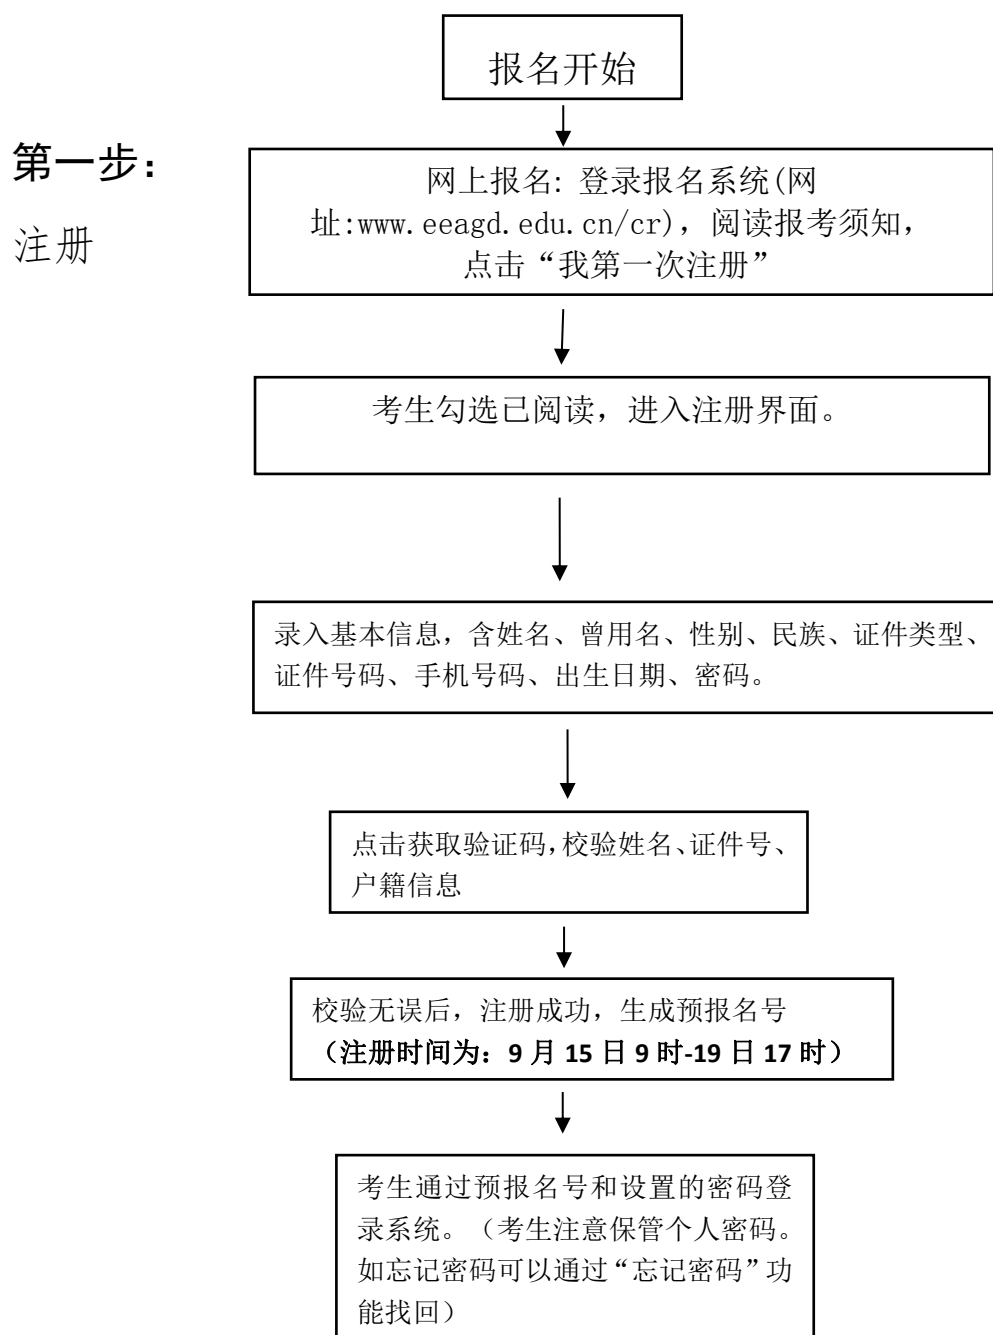 报名开始
第一步：
注册
网上报名: 登录报名系统(网
址:www.eeagd.edu.cn/cr)，阅读报考须知，
点击“我第一次注册”
考生勾选已阅读，进入注册界面。
录入基本信息，含姓名、曾用名、性别、民族、证件类型、
证件号码、手机号码、出生日期、密码。
点击获取验证码，校验姓名、证件号、
户籍信息
校验无误后，注册成功，生成预报名号
（注册时间为：9 月 15 日 9 时-19 日 17 时）
考生通过预报名号和设置的密码登
录系统。（考生注意保管个人密码。
如忘记密码可以通过“忘记密码”功
能找回）